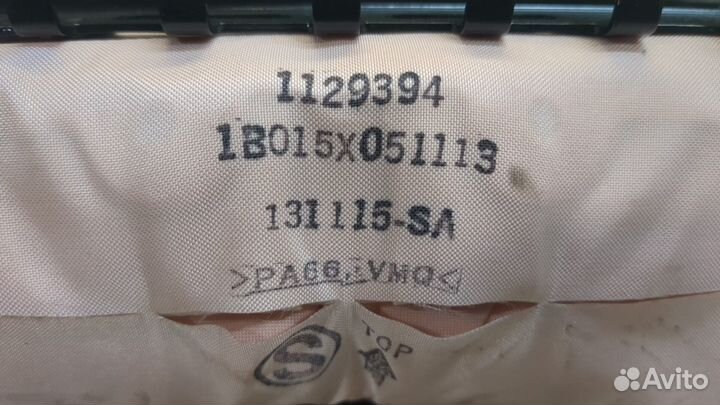 1129394
1B015X051113
131115-SA
>PA66,VMQ<
S
TOP
Avito